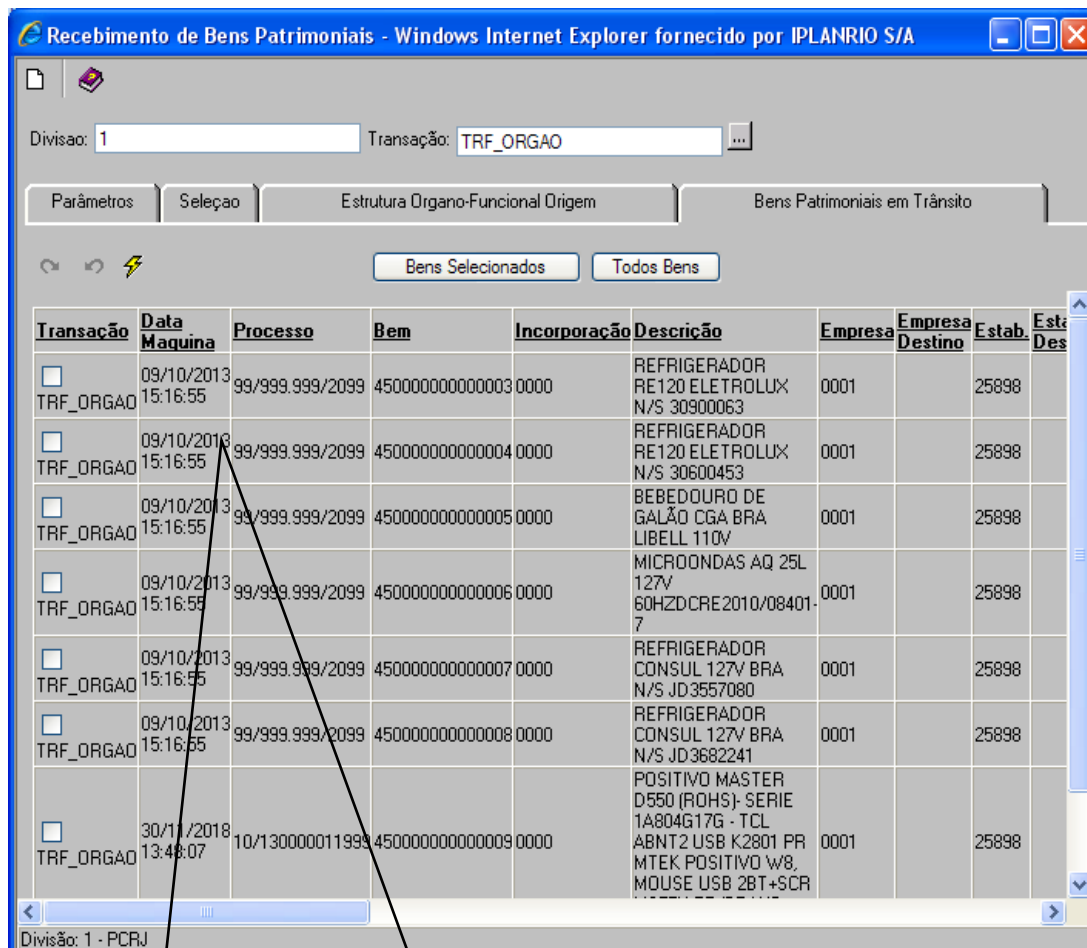 Recebimento de Bens Patrimoniais - Windows Internet Explorer fornecido por IPLANRIO S/A
Divisao: 1 Transação: TRF_ORGAO ...
Parâmetros Seleçao Estrutura Organo-Funcional Origem Bens Patrimoniais em Trânsito
Bens Selecionados Todos Bens
Transação Data Maquina Processo Bem Incorporação Descrição Empresa Empresa Destino Estab. Esta Des
TRF_ORGAO 09/10/2013 15:16:55 99/999.999/2099 450000000000003 0000 REFRIGERADOR RE120 ELETROLUX N/S 30900063 0001 25898
TRF_ORGAO 09/10/2013 15:16:55 99/999.999/2099 450000000000004 0000 REFRIGERADOR RE120 ELETROLUX N/S 30600453 0001 25898
TRF_ORGAO 09/10/2013 15:16:55 99/999.999/2099 450000000000005 0000 BEBEDOURO DE GALÃO CGA BRA LIBELL 110V 0001 25898
TRF_ORGAO 09/10/2013 15:16:55 99/999.999/2099 450000000000006 0000 MICROONDAS AQ 25L 127V 60HZDCRE2010/08401-7 0001 25898
TRF_ORGAO 09/10/2013 15:16:55 99/999.999/2099 450000000000007 0000 REFRIGERADOR CONSUL 127V BRA N/S JD3557080 0001 25898
TRF_ORGAO 09/10/2013 15:16:55 99/999.999/2099 450000000000008 0000 REFRIGERADOR CONSUL 127V BRA N/S JD3682241 0001 25898
TRF_ORGAO 30/11/2018 13:48:07 10/130000011999 450000000000009 0000 POSITIVO MASTER D550 (ROHS)- SERIE 1A804G17G - TCL ABNT2 USB K2801 PR MTEK POSITIVO W8, MOUSE USB 2BT+SCR 0001 25898
Divisão: 1 - PCRJ